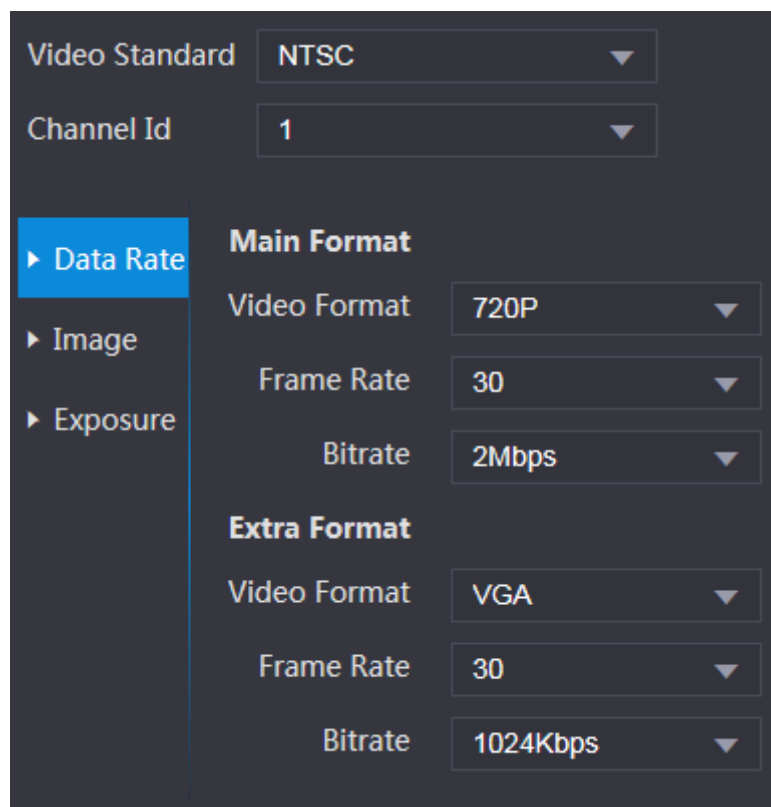 Video Standard NTSC
Channel Id 1
Data Rate
Image
Exposure
Main Format
Video Format 720P
Frame Rate 30
Bitrate 2Mbps
Extra Format
Video Format VGA
Frame Rate 30
Bitrate 1024Kbps